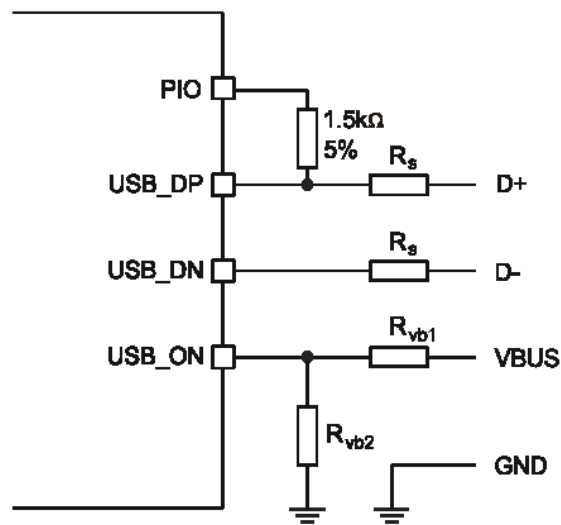 PIO
1.5kΩ
5%
USB_DP
Rs
D+
USB_DN
Rs
D-
USB_ON
Rvb1
VBUS
Rvb2
GND